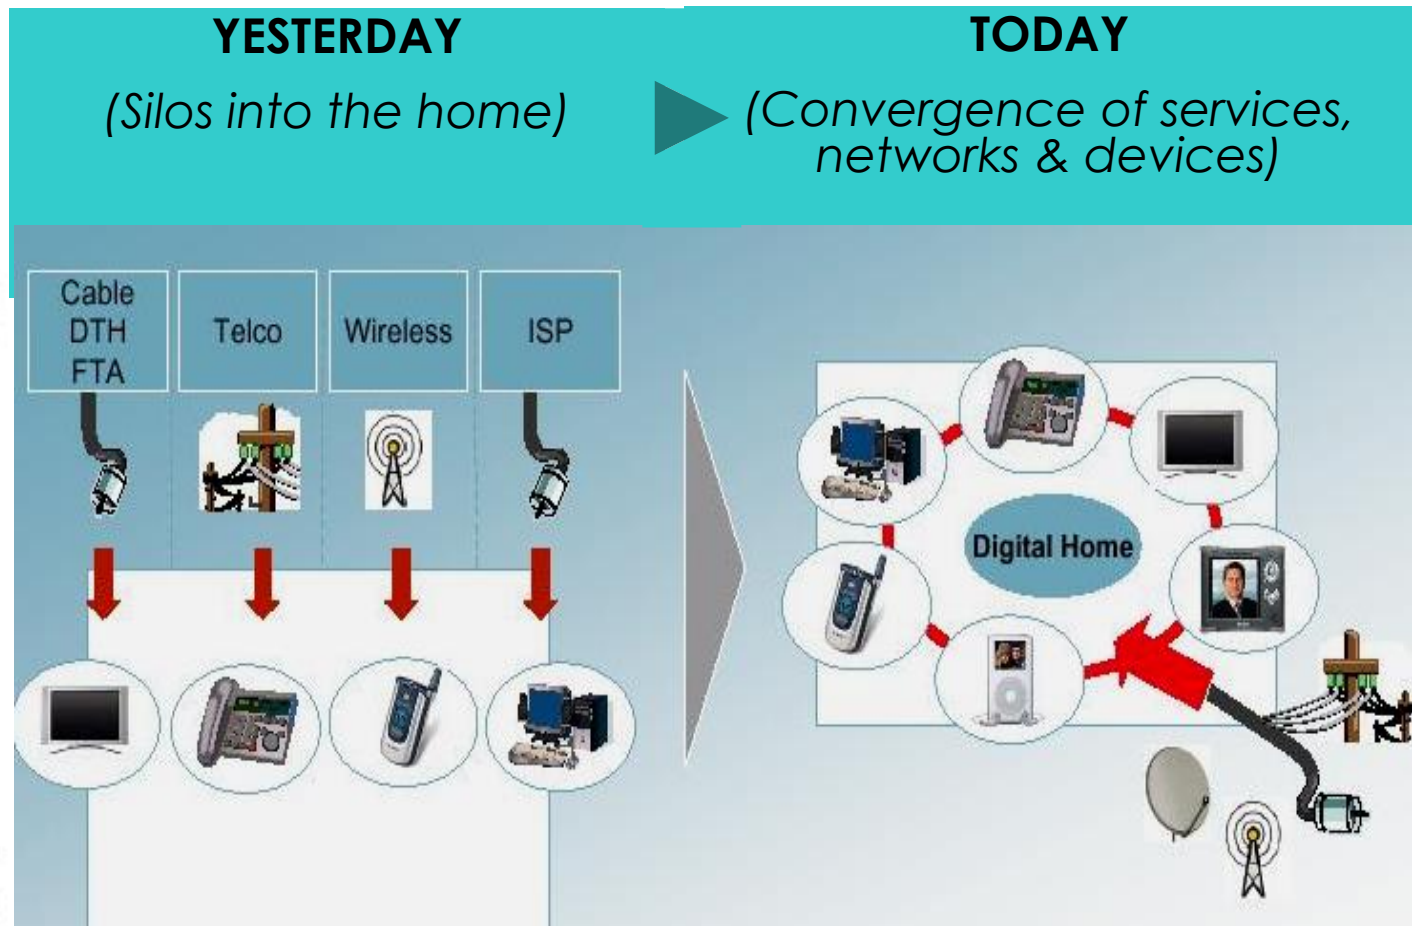 YESTERDAY
(Silos into the home)
TODAY
(Convergence of services,
networks & devices)
Cable
DTH
FTA
Telco
Wireless
ISP
Digital Home